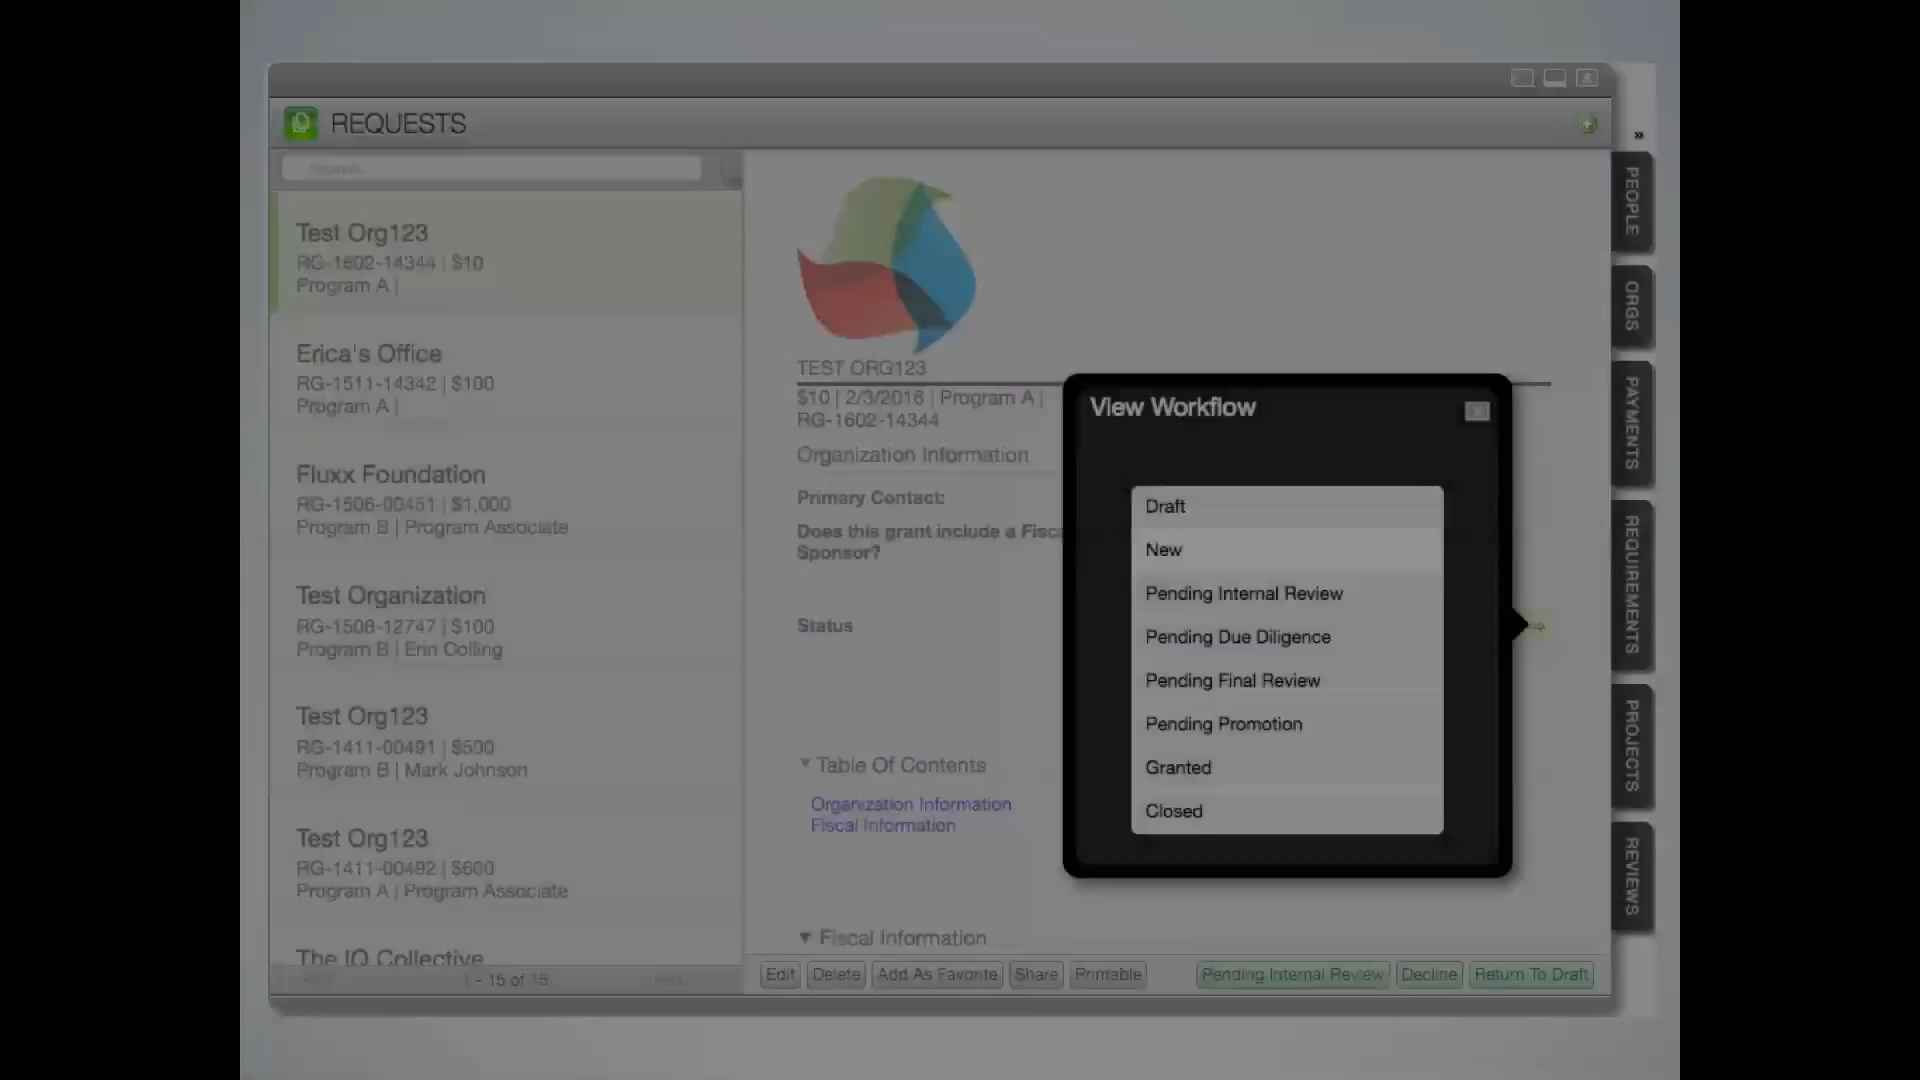 REQUESTS
»
Test Org123
RG-1602-14344 | $10
Program A |
Erica's Office
RG-1511-14342 | $100
Program A |
Fluxx Foundation
RG-1506-00451 | $1,000
Program B | Program Associate
Test Organization
RG-1508-12747 | $100
Program B | Erin Colling
Test Org123
RG-1411-00491 | $500
Program B | Mark Johnson
Test Org123
RG-1411-00492 | $600
Program A | Program Associate
The IQ Collective
1 - 15 of 15
TEST ORG123
$10 | 2/3/2016 | Program A |
RG-1602-14344
Organization Information
Primary Contact:
Does this grant include a Fisca
Sponsor?
Status
Table Of Contents
Organization Information
Fiscal Information
Fiscal Information
View Workflow
Draft
New
Pending Internal Review
Pending Due Diligence
Pending Final Review
Pending Promotion
Granted
Closed
Edit Delete Add As Favorite Share Printable Pending Internal Review Decline Return To Draft
PEOPLE
ORGS
PAYMENTS
REQUIREMENTS
PROJECTS
REVIEWS